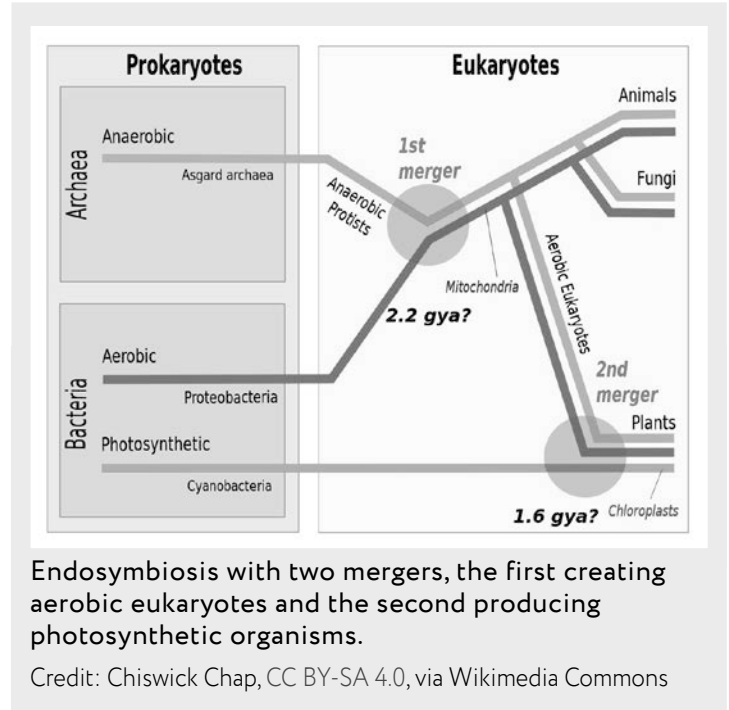 Prokaryotes
Eukaryotes
Archaea
Anaerobic
Asgard archaea
Anaerobic
Protists
1st
merger
Animals
Fungi
Mitochondria
2.2 gya?
Aerobic Eukaryotes
Bacteria
Aerobic
Proteobacteria
Photosynthetic
Cyanobacteria
2nd
merger
Plants
1.6 gya?
Chloroplasts
Endosymbiosis with two mergers, the first creating
aerobic eukaryotes and the second producing
photosynthetic organisms.
Credit: Chiswick Chap, CC BY-SA 4.0, via Wikimedia Commons